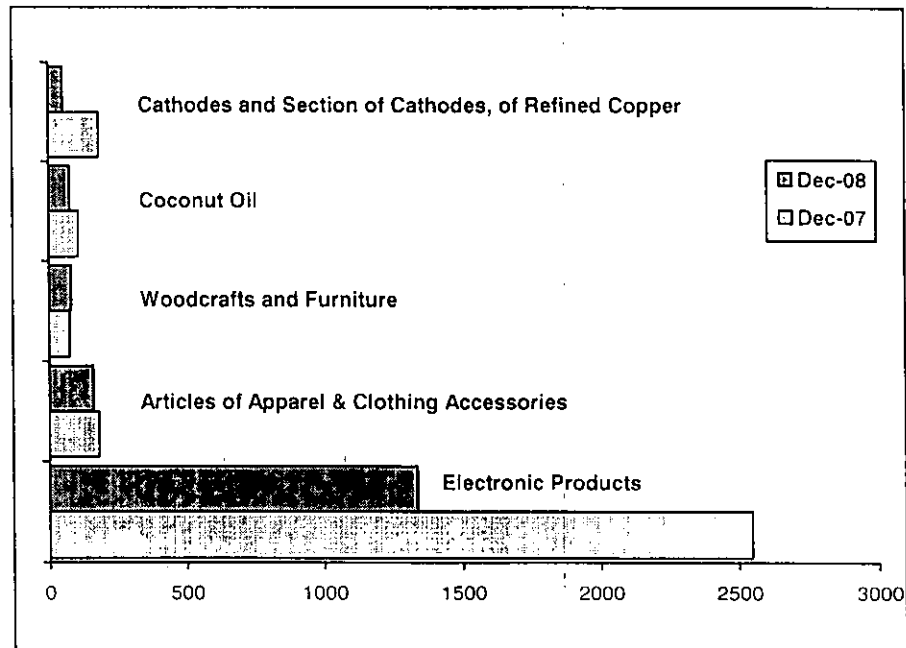 Cathodes and Section of Cathodes, of Refined Copper
Dec-08
Coconut Oil
Dec-07
Woodcrafts and Furniture
Articles of Apparel & Clothing Accessories
Electronic Products
0 500 1000 1500 2000 2500 3000